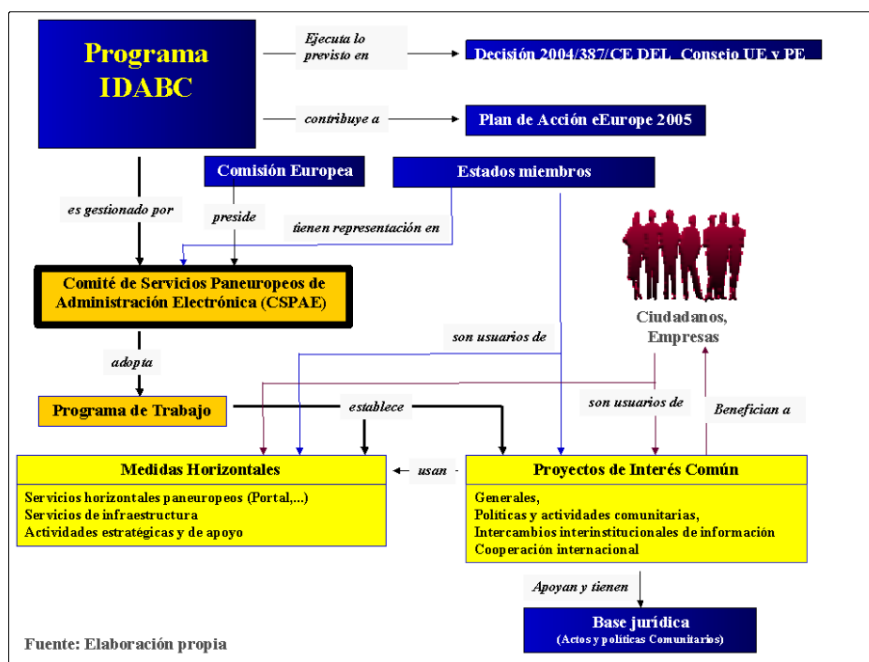 Programa
IDABC
Ejecuta lo
previsto en
Decisión 2004/387/CE DEL Consejo UE y PE
contribuye a
Plan de Acción eEurope 2005
Comisión Europea
Estados miembros
es gestionado por
preside
tienen representación en
Comité de Servicios Paneuropeos de
Administración Electrónica (CSPAE)
Ciudadanos,
Empresas
son usuarios de
adopta
Programa de Trabajo
establece
son usuarios de
Benefician a
Medidas Horizontales
Servicios horizontales paneuropeos (Portal,...)
Servicios de infraestructura
Actividades estratégicas y de apoyo
usan
Proyectos de Interés Común
Generales,
Políticas y actividades comunitarias,
Intercambios interinstitucionales de información
Cooperación internacional
Apoyan y tienen
Base jurídica
(Actos y políticas Comunitarios)
Fuente: Elaboración propia